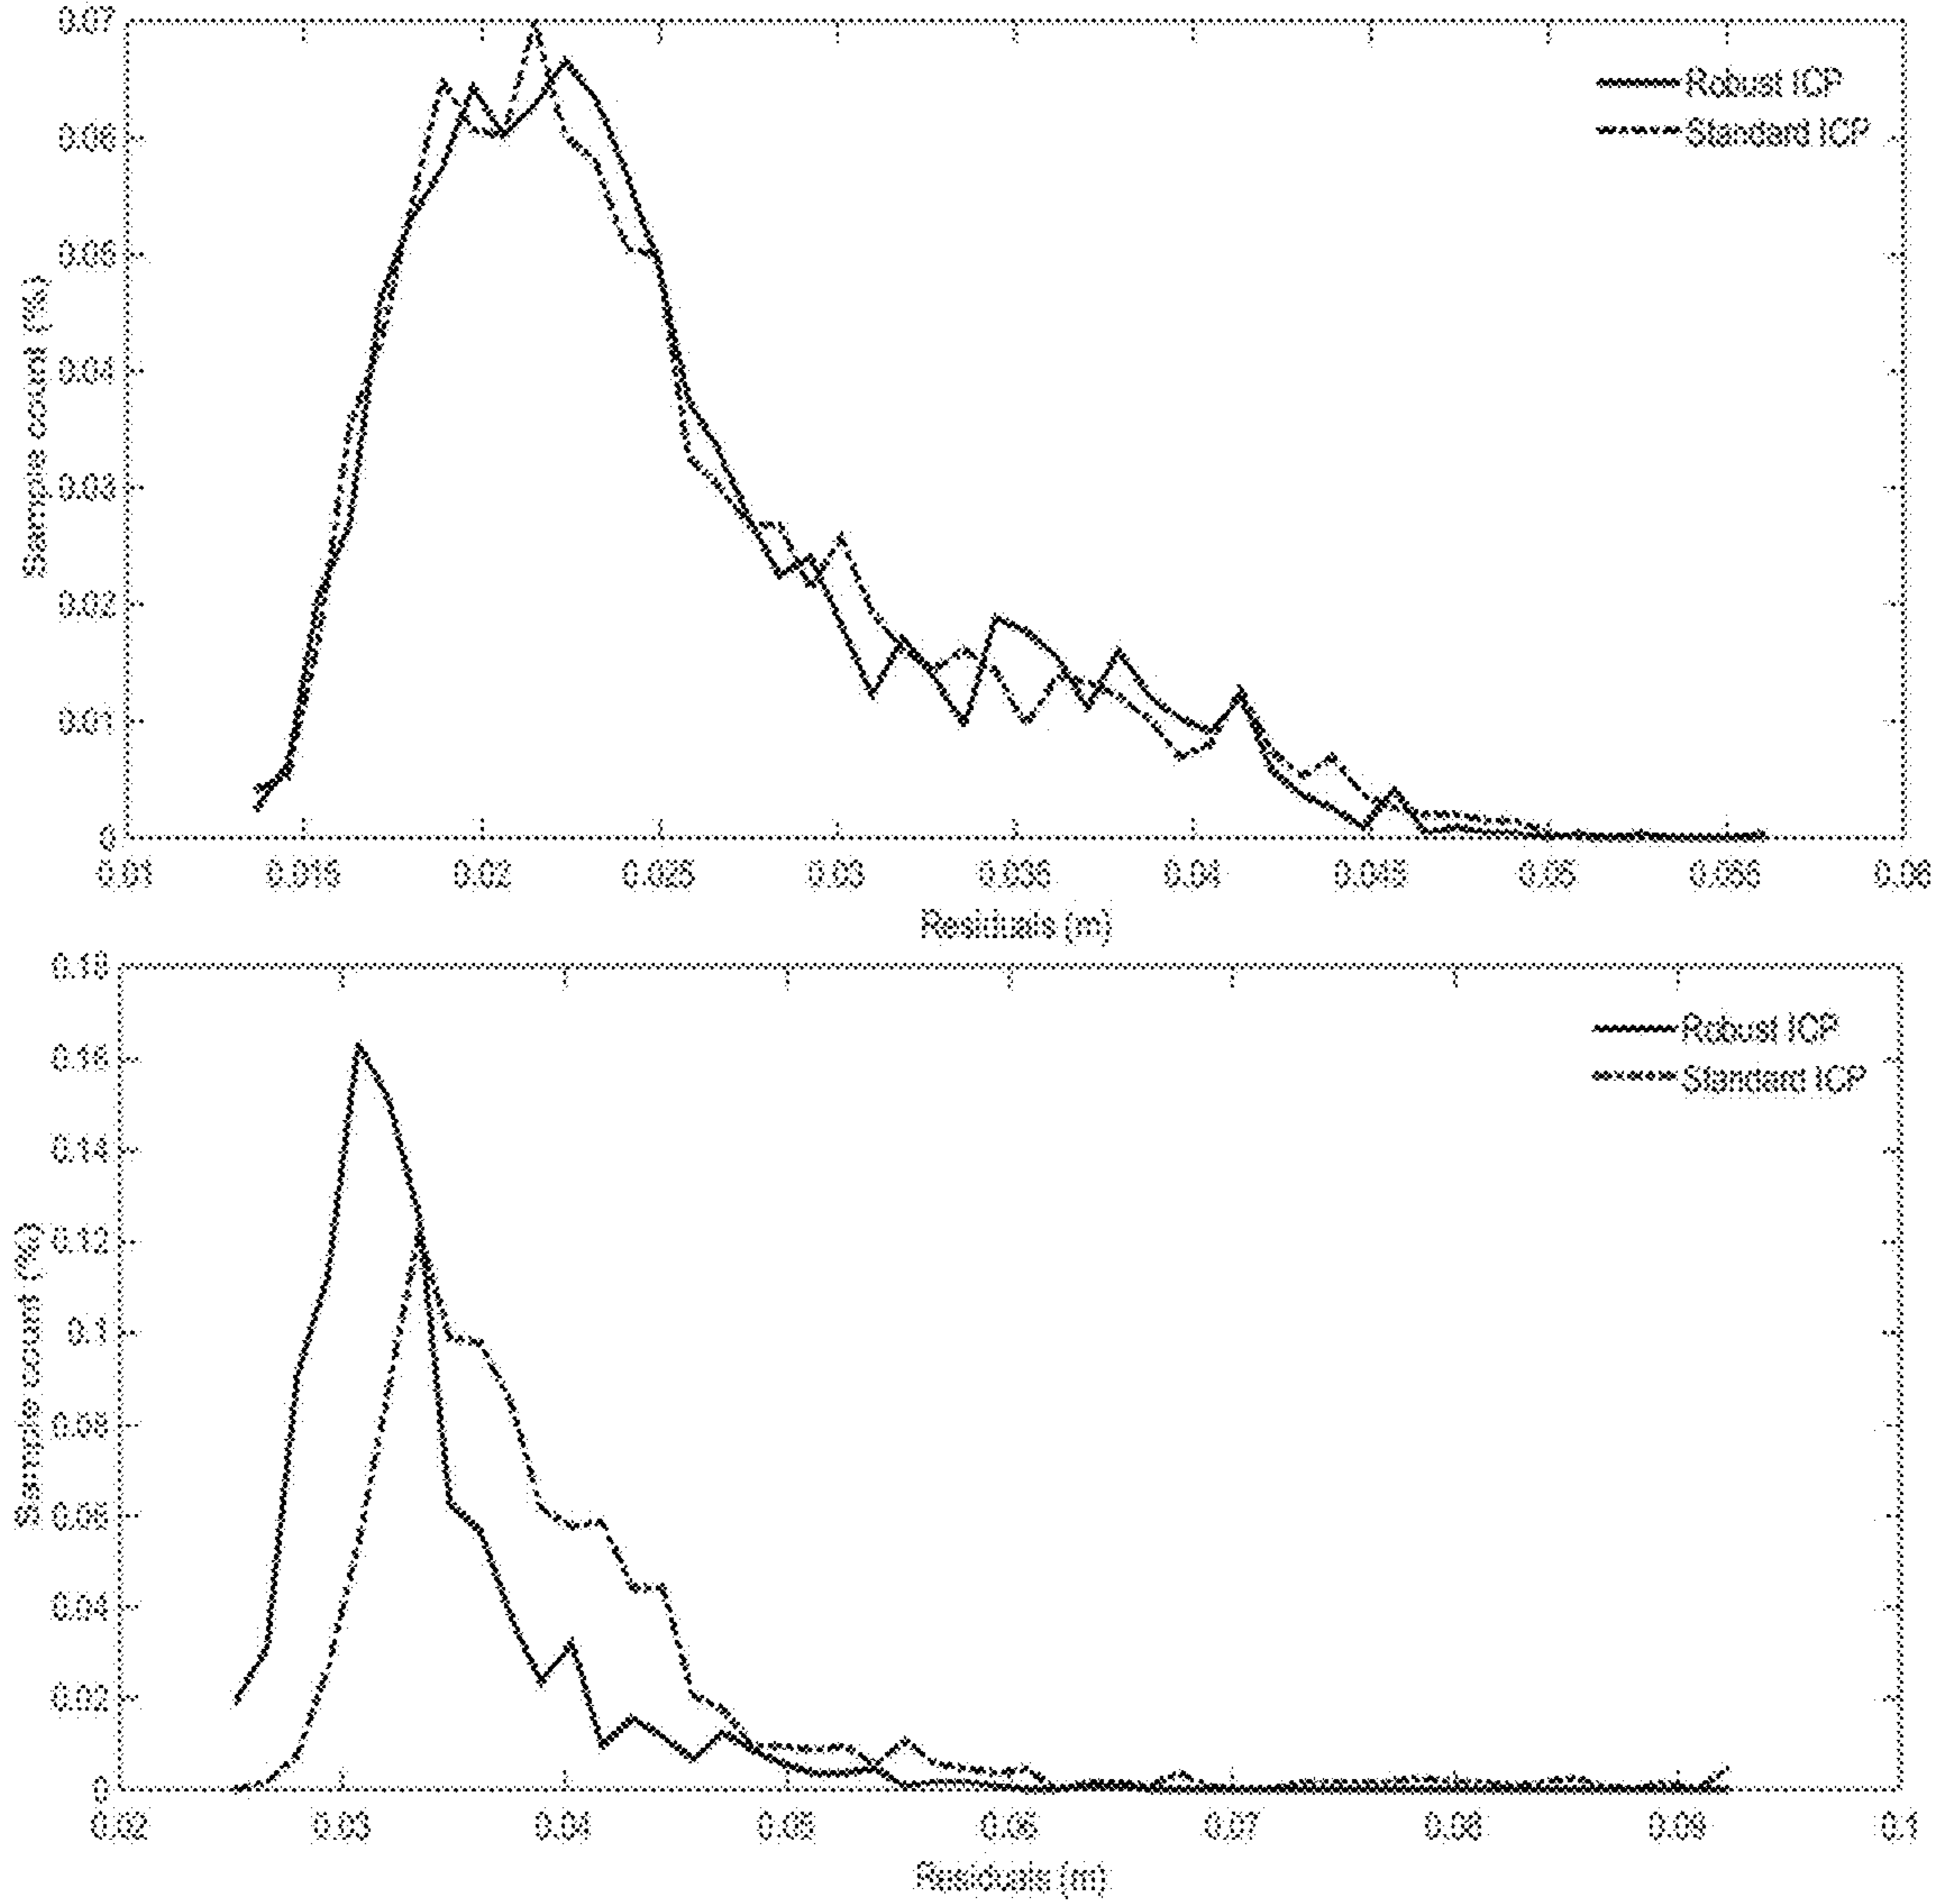 0.07
Robust ICP
0.06
Standard ICP
0.05
Sample count (%)
0.04
0.03
0.02
0.01
0
0.01 0.015 0.02 0.025 0.03 0.035 0.04 0.045 0.05 0.055 0.06
Residuals (m)
0.18
Robust ICP
0.16
Standard ICP
0.14
0.12
Sample count (%)
0.1
0.08
0.06
0.04
0.02
0
0.02 0.03 0.04 0.05 0.06 0.07 0.08 0.09 0.1
Residuals (m)